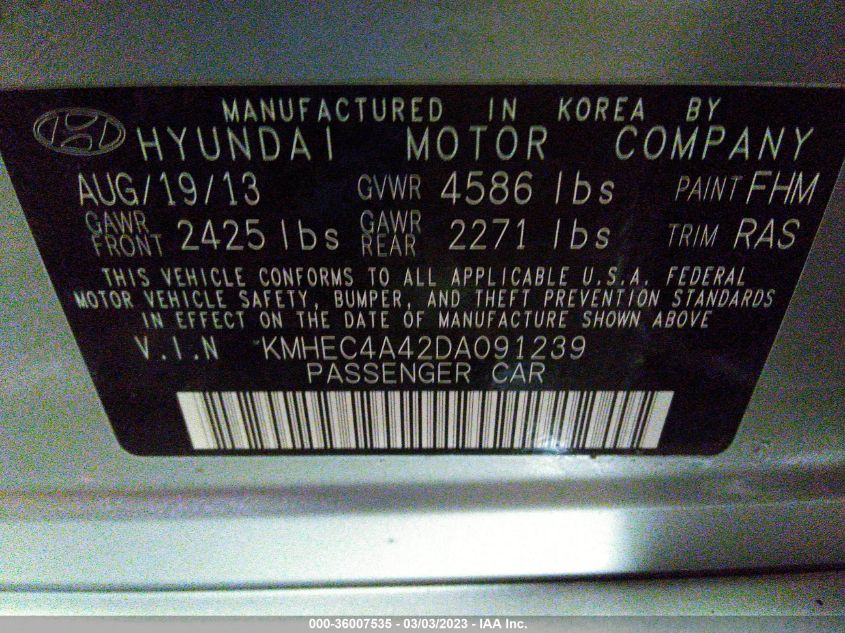 MANUFACTURED IN KOREA BY
HYUNDAI MOTOR COMPANY
AUG/19/13 GVWR 4586 lbs PAINT FHM
GAWR FRONT 2425 lbs GAWR REAR 2271 lbs TRIM RAS
THIS VEHICLE CONFORMS TO ALL APPLICABLE U.S.A. FEDERAL
MOTOR VEHICLE SAFETY, BUMPER, AND THEFT PREVENTION STANDARDS
IN EFFECT ON THE DATE OF MANUFACTURE SHOWN ABOVE
V.I.N KMHEC4A42DA091239
PASSENGER CAR
000-36007535 - 03/03/2023 - IAA Inc.